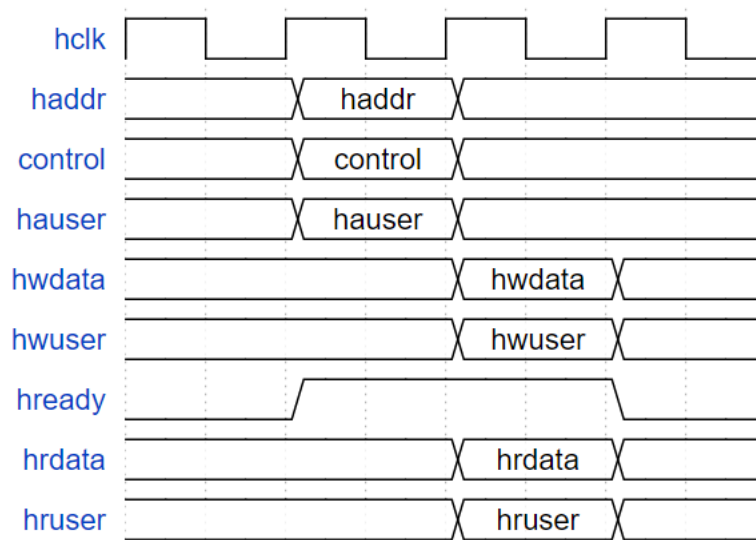 hclk
haddr haddr
control control
hauser hauser
hwdata hwdata
hwuser hwuser
hready
hrdata hrdata
hruser hruser